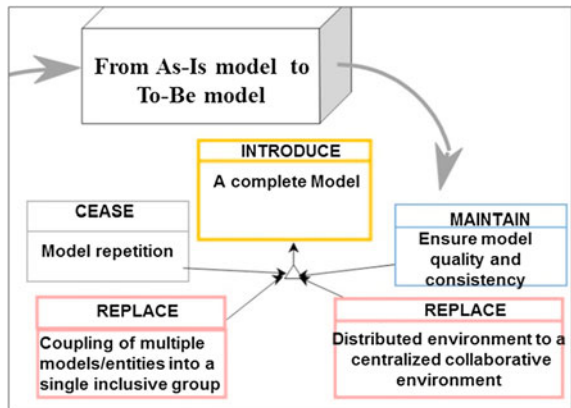 From As-Is model to
To-Be model
INTRODUCE
A complete Model
CEASE
Model repetition
MAINTAIN
Ensure model
quality and
consistency
REPLACE
Coupling of multiple
models/entities into a
single inclusive group
REPLACE
Distributed environment to a
centralized collaborative
environment